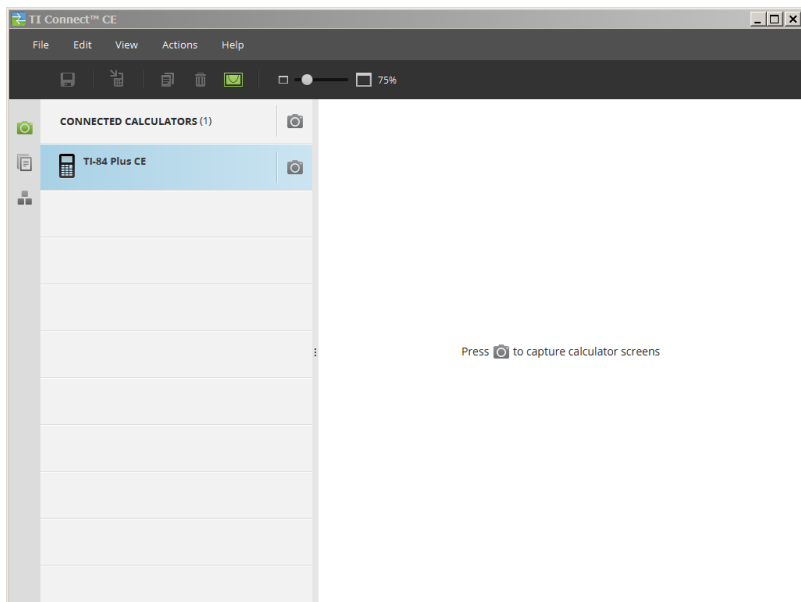 TI Connect™ CE
File Edit View Actions Help
75%
CONNECTED CALCULATORS (1)
TI-84 Plus CE
Press to capture calculator screens